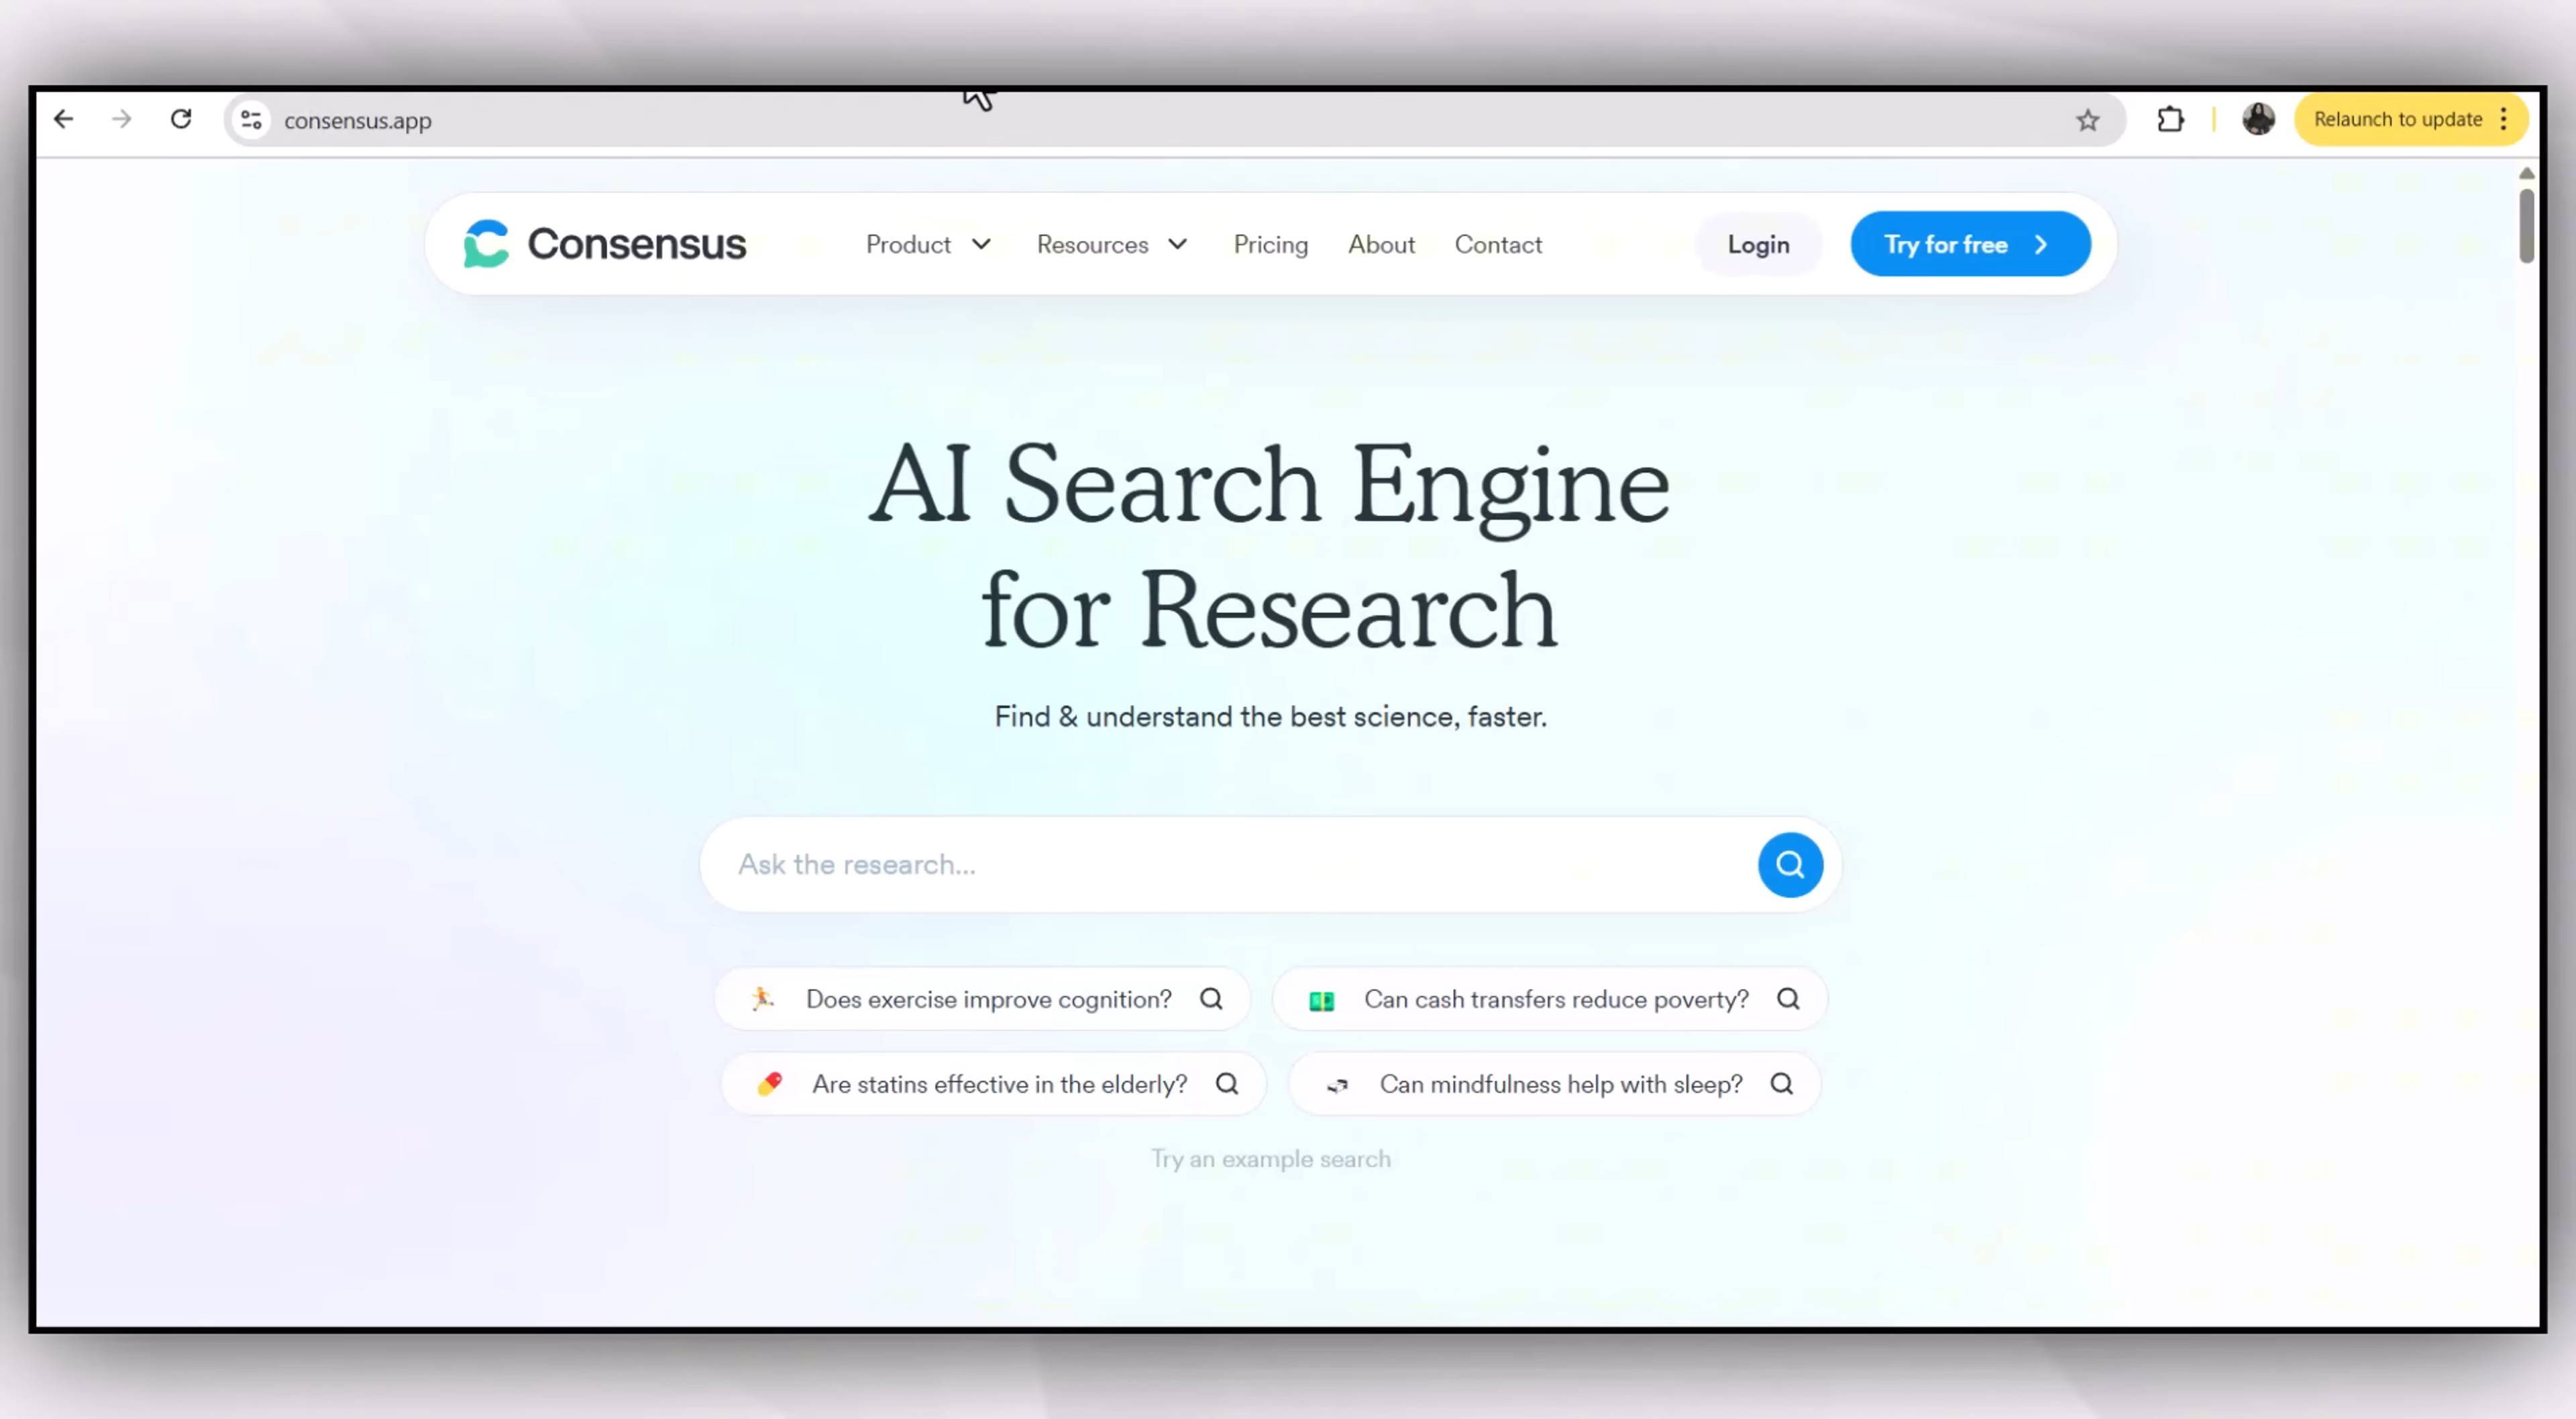 consensus.app
Relaunch to update
Consensus
Product
Resources
Pricing
About
Contact
Login
Try for free
AI Search Engine
for Research
Find & understand the best science, faster.
Ask the research...
Does exercise improve cognition?
Can cash transfers reduce poverty?
Are statins effective in the elderly?
Can mindfulness help with sleep?
Try an example search